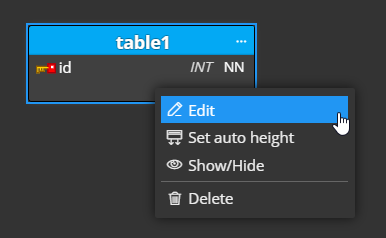 table1 ...
id INT NN
Edit
Set auto height
Show/Hide
Delete